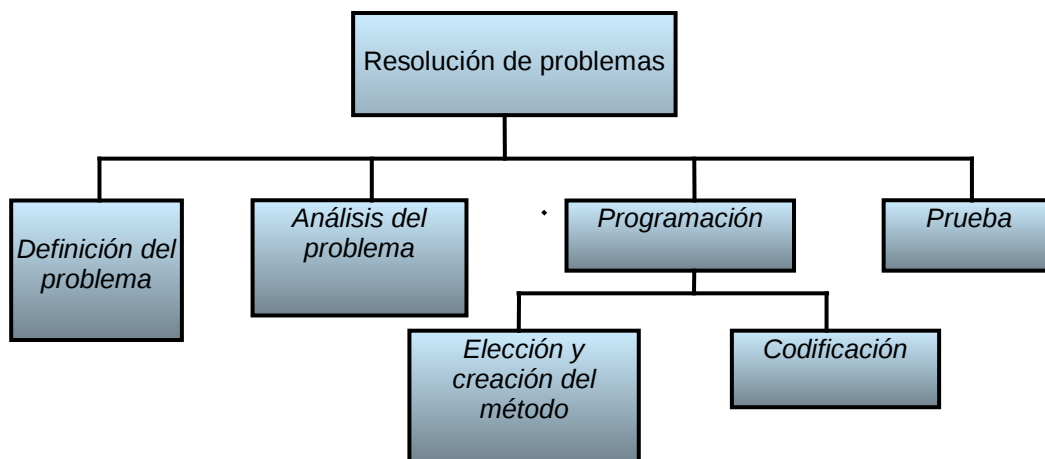 Resolución de problemas
Definición del
problema
Análisis del
problema
Programación
Prueba
Elección y
creación del
método
Codificación